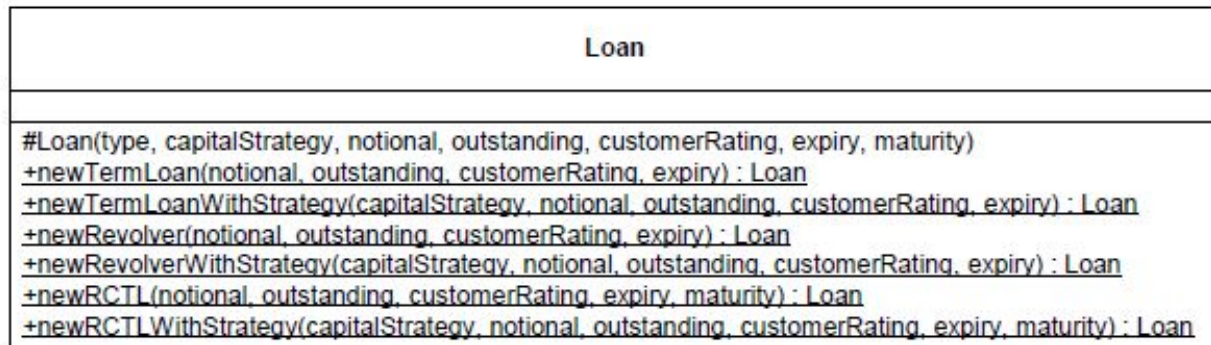 Loan
#Loan(type, capitalStrategy, notional, outstanding, customerRating, expiry, maturity)
+newTermLoan(notional, outstanding, customerRating, expiry) : Loan
+newTermLoanWithStrategy(capitalStrategy, notional, outstanding, customerRating, expiry) : Loan
+newRevolver(notional, outstanding, customerRating, expiry) : Loan
+newRevolverWithStrategy(capitalStrategy, notional, outstanding, customerRating, expiry) : Loan
+newRCTL(notional, outstanding, customerRating, expiry, maturity) : Loan
+newRCTLWithStrategy(capitalStrategy, notional, outstanding, customerRating, expiry, maturity) : Loan